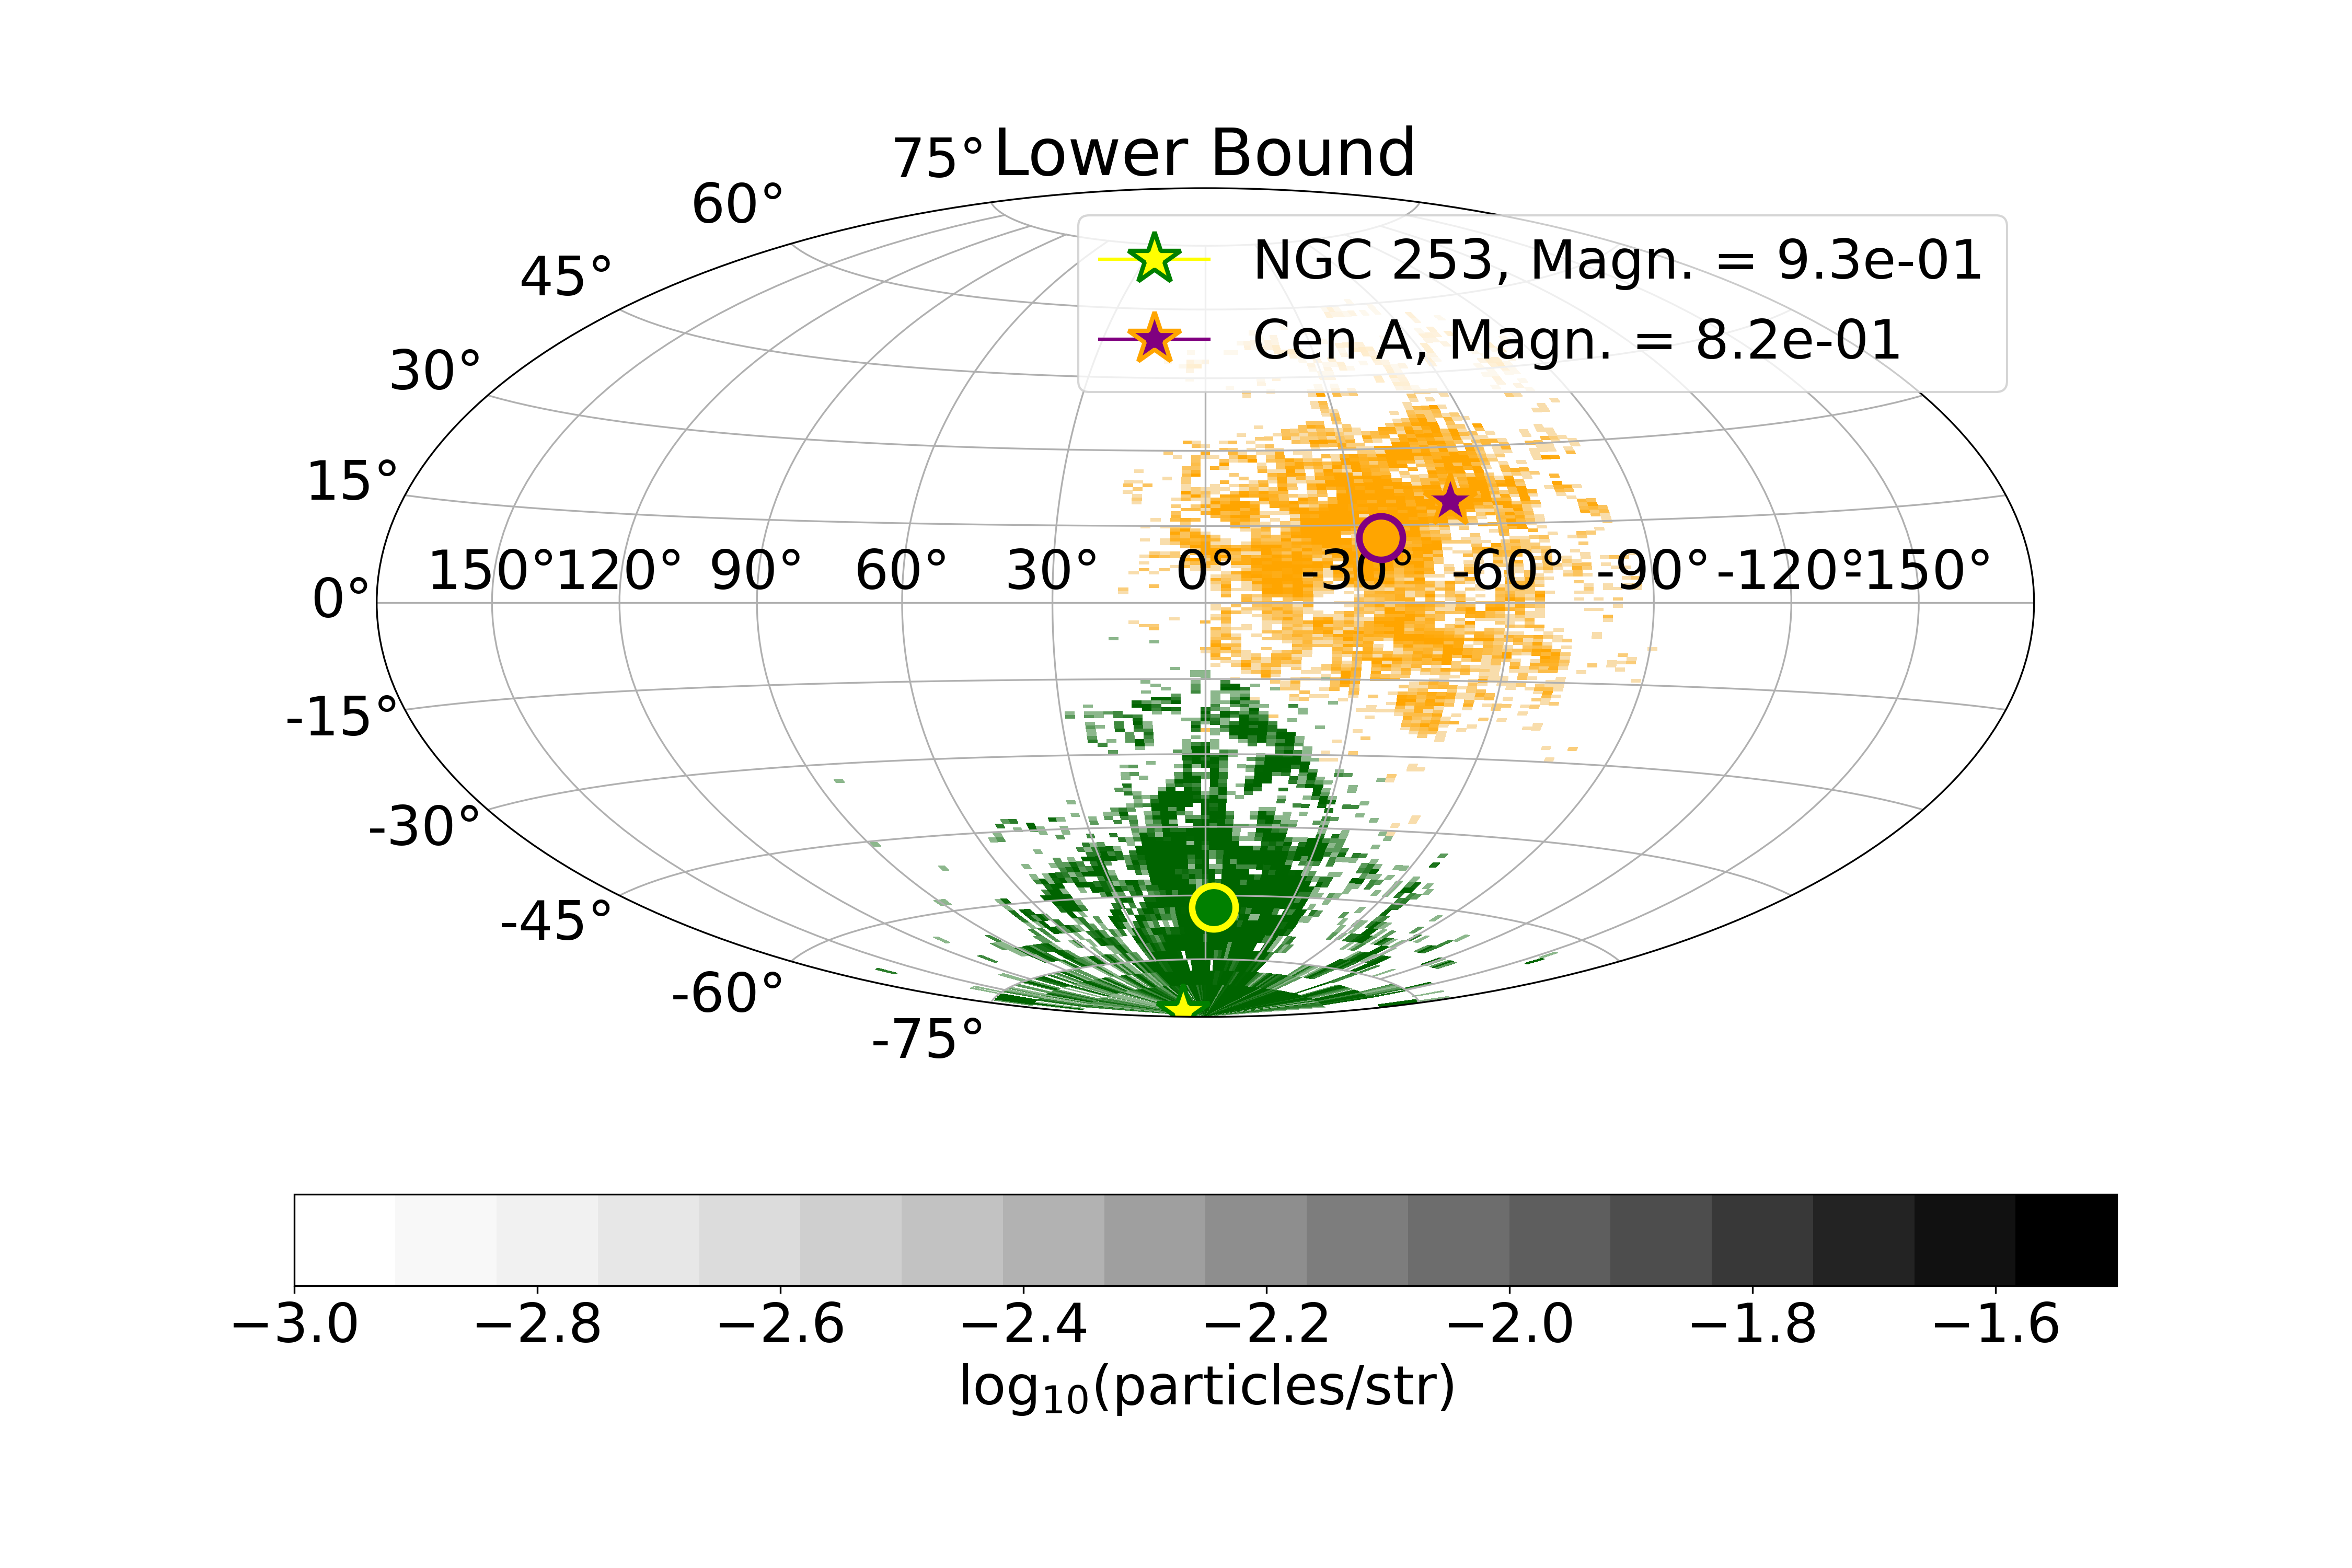 75° Lower Bound
60°
NGC 253, Magn. = 9.3e-01
45°
Cen A, Magn. = 8.2e-01
30°
15°
150° 120° 90° 60° 30° 0° -30° -60° -90° -120° -150°
0°
-15°
-30°
-45°
-60°
-75°
−3.0 −2.8 −2.6 −2.4 −2.2 −2.0 −1.8 −1.6
log₁₀(particles/str)